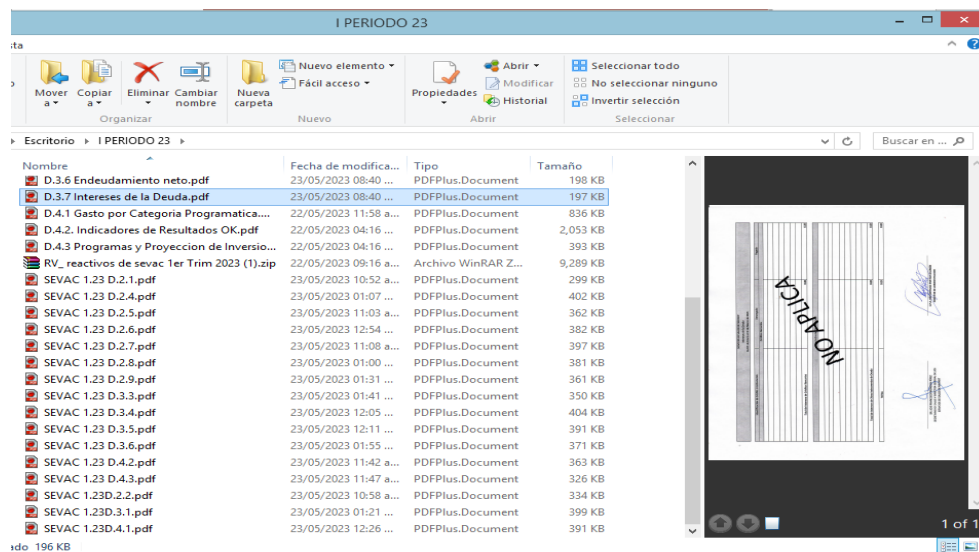 I PERIODO 23
sta
Mover a
Copiar a
Eliminar
Cambiar nombre
Nueva carpeta
Nuevo elemento
Fácil acceso
Propiedades
Abrir
Modificar
Historial
Seleccionar todo
No seleccionar ninguno
Invertir selección
Organizar
Nuevo
Abrir
Seleccionar
Escritorio I PERIODO 23
Buscar en ...
Nombre Fecha de modifica... Tipo Tamaño
D.3.6 Endeudamiento neto.pdf 23/05/2023 08:40 ... PDFPlus.Document 198 KB
D.3.7 Intereses de la Deuda.pdf 23/05/2023 08:40 ... PDFPlus.Document 197 KB
D.4.1 Gasto por Categoria Programatica.... 22/05/2023 11:58 a... PDFPlus.Document 836 KB
D.4.2. Indicadores de Resultados OK.pdf 22/05/2023 04:16 ... PDFPlus.Document 2,053 KB
D.4.3 Programas y Proyeccion de Inversio... 22/05/2023 04:16 ... PDFPlus.Document 393 KB
RV_ reactivos de sevac 1er Trim 2023 (1).zip 22/05/2023 09:16 a... Archivo WinRAR Z... 9,289 KB
SEVAC 1.23 D.2.1.pdf 23/05/2023 10:52 a... PDFPlus.Document 299 KB
SEVAC 1.23 D.2.4.pdf 23/05/2023 01:07 ... PDFPlus.Document 402 KB
SEVAC 1.23 D.2.5.pdf 23/05/2023 11:03 a... PDFPlus.Document 362 KB
SEVAC 1.23 D.2.6.pdf 23/05/2023 12:54 ... PDFPlus.Document 382 KB
SEVAC 1.23 D.2.7.pdf 23/05/2023 11:08 a... PDFPlus.Document 397 KB
SEVAC 1.23 D.2.8.pdf 23/05/2023 01:00 ... PDFPlus.Document 381 KB
SEVAC 1.23 D.2.9.pdf 23/05/2023 01:31 ... PDFPlus.Document 361 KB
SEVAC 1.23 D.3.3.pdf 23/05/2023 01:41 ... PDFPlus.Document 350 KB
SEVAC 1.23 D.3.4.pdf 23/05/2023 12:05 ... PDFPlus.Document 404 KB
SEVAC 1.23 D.3.5.pdf 23/05/2023 12:11 ... PDFPlus.Document 391 KB
SEVAC 1.23 D.3.6.pdf 23/05/2023 01:55 ... PDFPlus.Document 371 KB
SEVAC 1.23 D.4.2.pdf 23/05/2023 11:42 a... PDFPlus.Document 363 KB
SEVAC 1.23 D.4.3.pdf 23/05/2023 11:47 a... PDFPlus.Document 326 KB
SEVAC 1.23D.2.2.pdf 23/05/2023 10:58 a... PDFPlus.Document 334 KB
SEVAC 1.23D.3.1.pdf 23/05/2023 01:21 ... PDFPlus.Document 399 KB
SEVAC 1.23D.4.1.pdf 23/05/2023 12:26 ... PDFPlus.Document 391 KB
NO APLICA
1 of 1
ado 196 KB